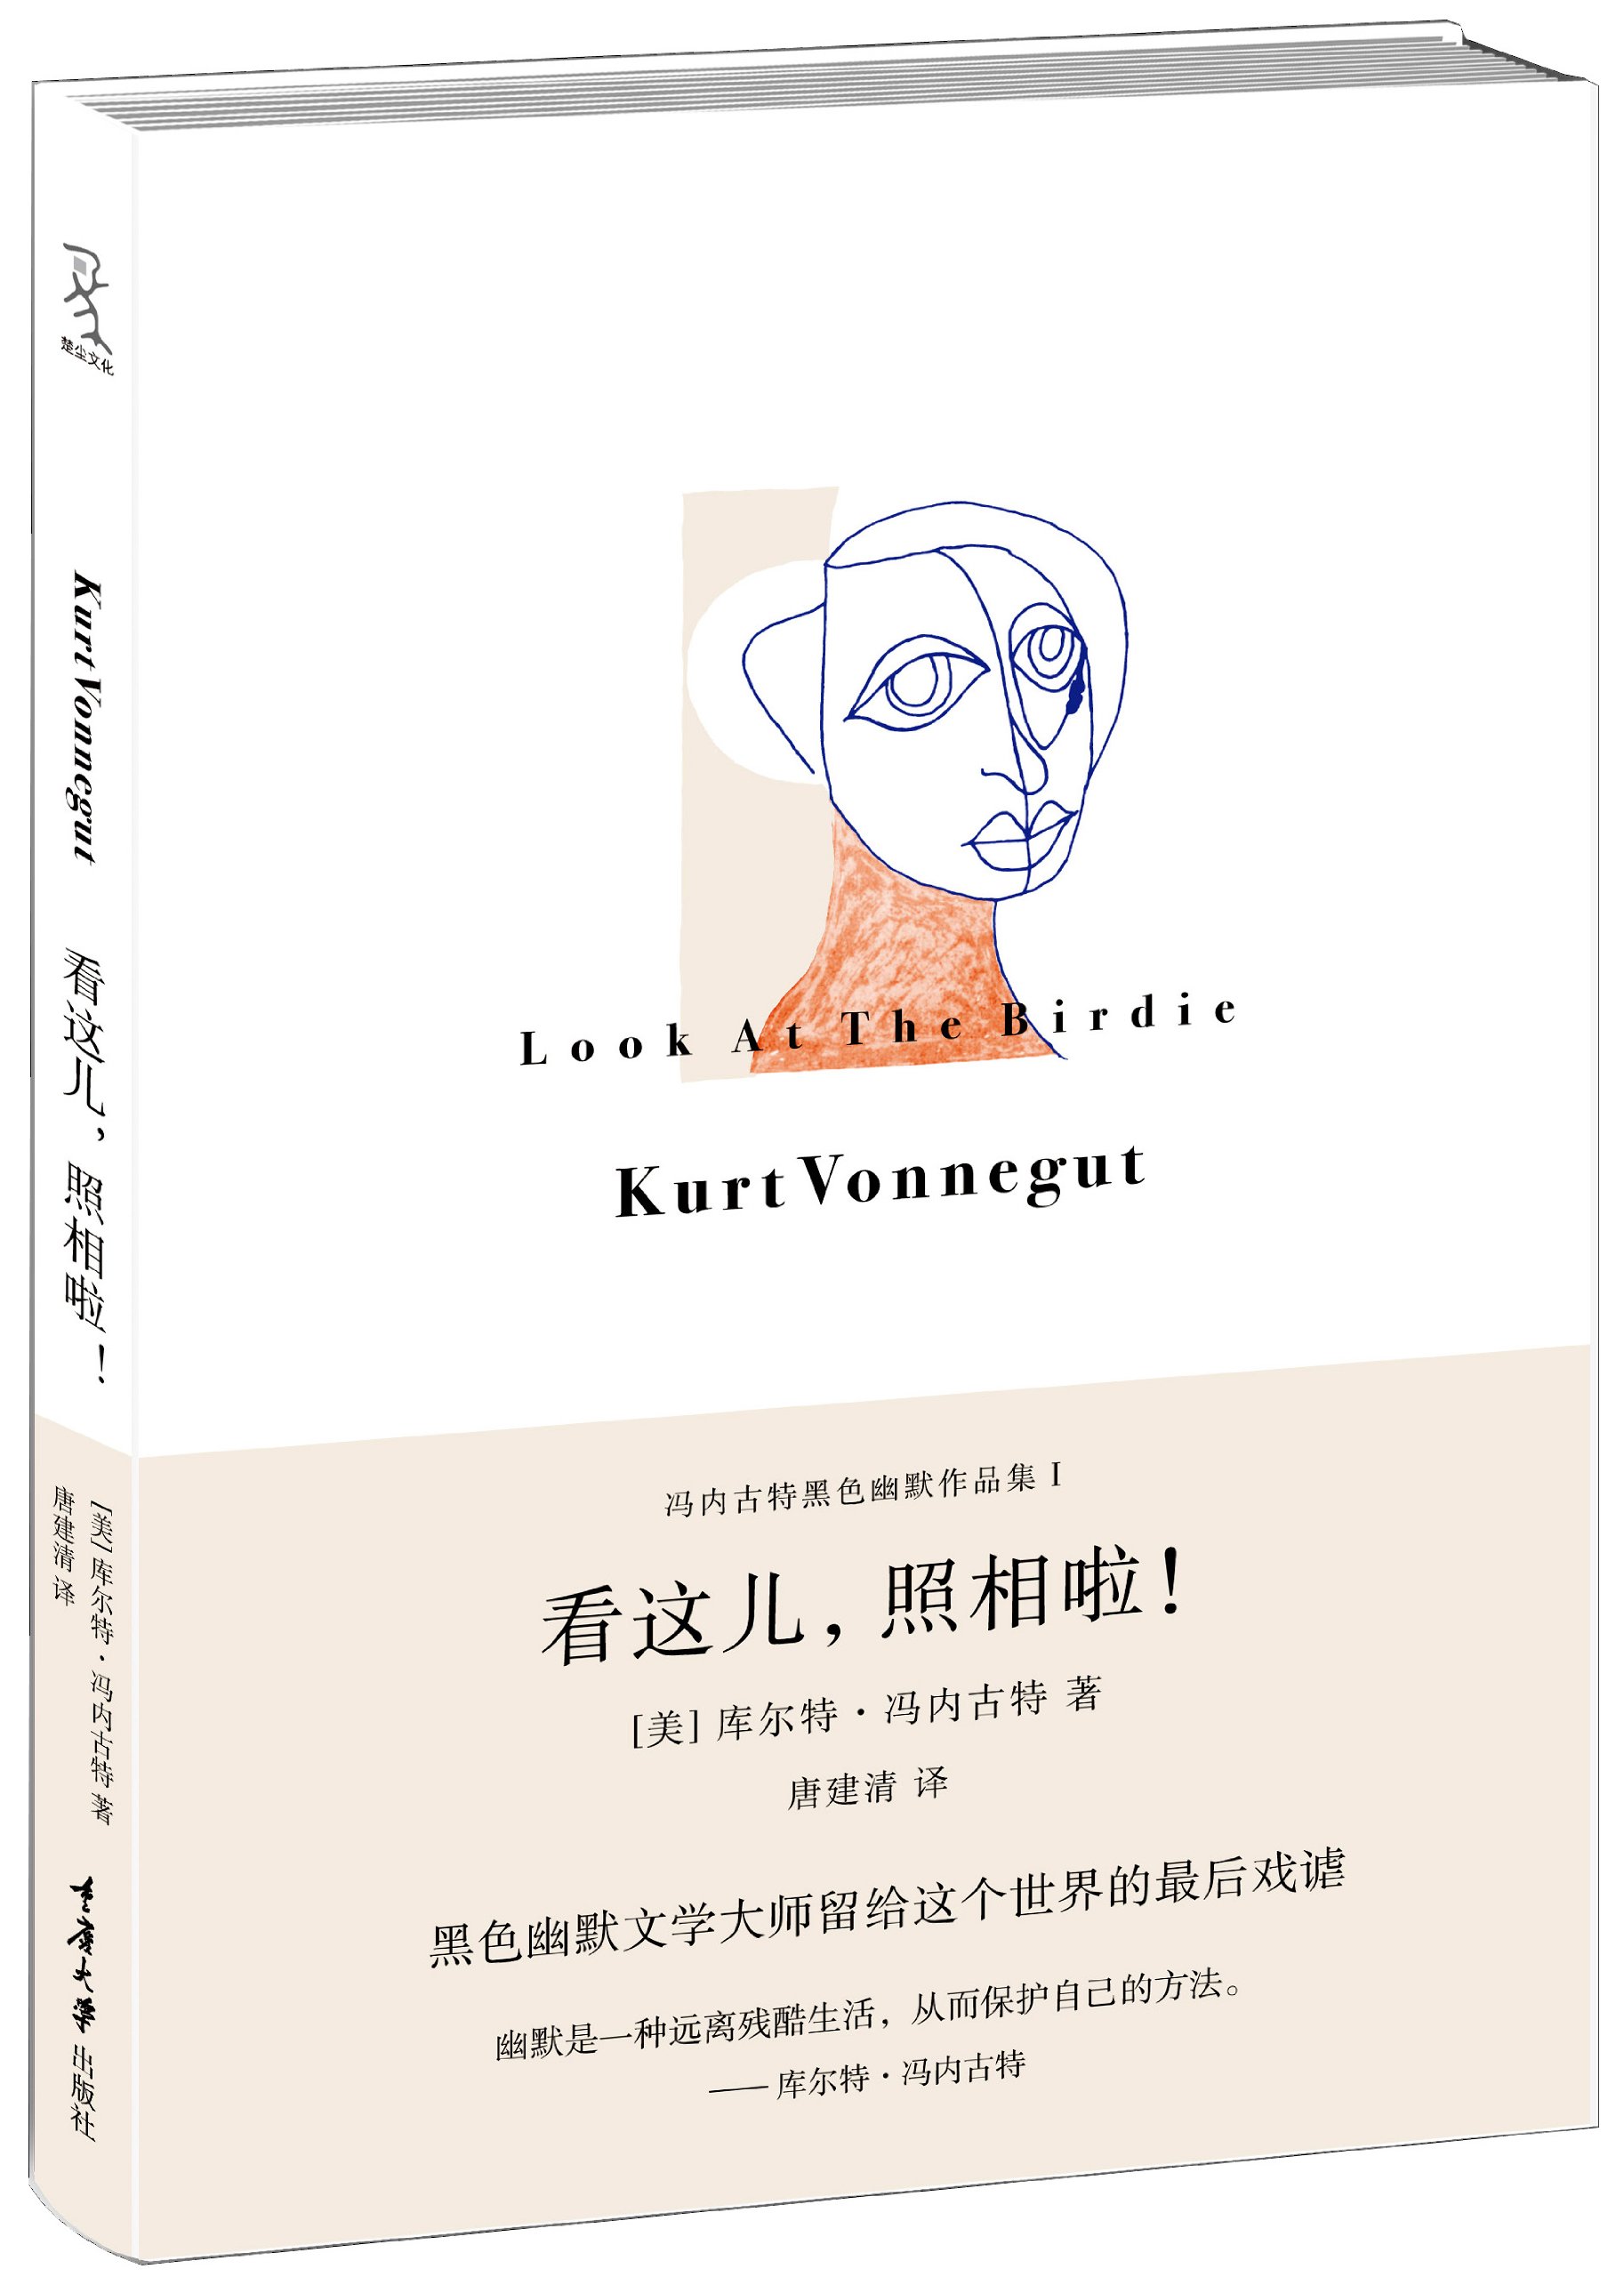 楚尘文化
Kurt Vonnegut
看这儿，照相啦！
[美] 库尔特·冯内古特 著
唐建清 译
重庆大学出版社
Look At The Birdie
Kurt Vonnegut
冯内古特黑色幽默作品集 I
看这儿，照相啦！
[美] 库尔特·冯内古特 著
唐建清 译
黑色幽默文学大师留给这个世界的最后戏谑
幽默是一种远离残酷生活，从而保护自己的方法。
—— 库尔特·冯内古特